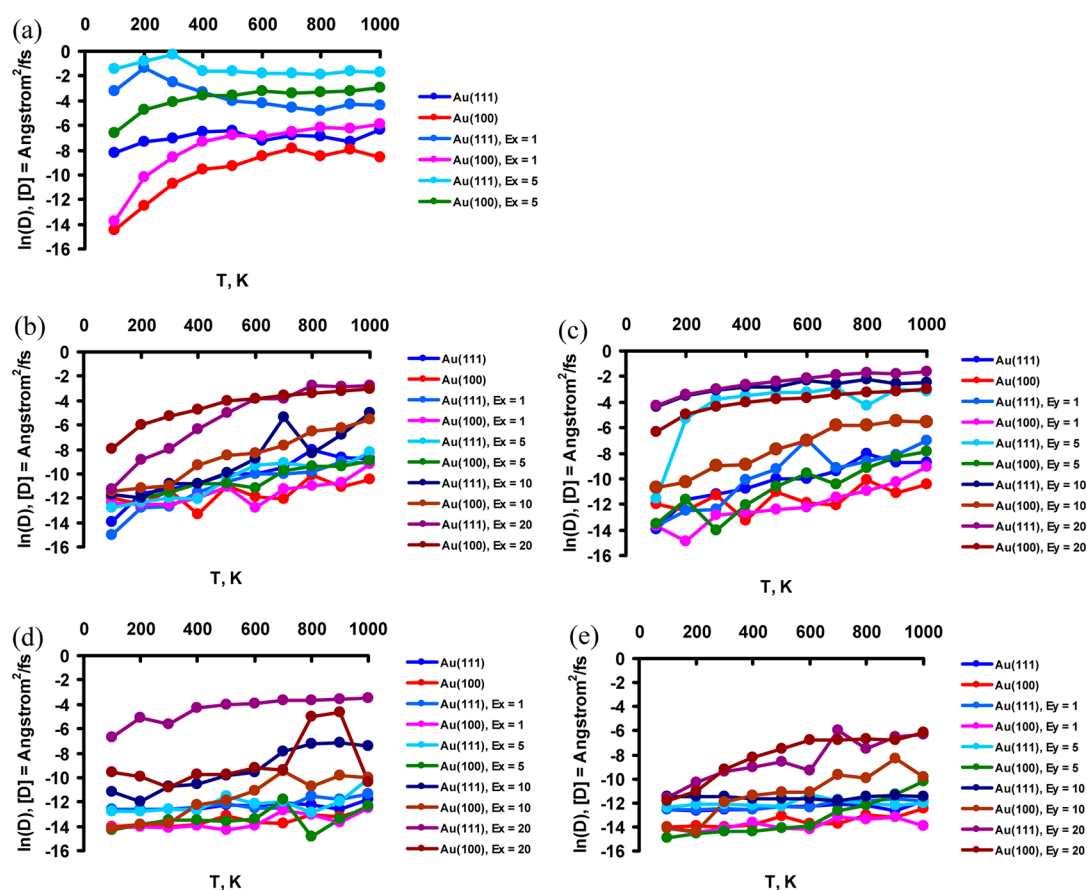 (a)
0 200 400 600 800 1000
0
-2
-4
-6
-8
-10
-12
-14
-16
ln(D), [D] = Angstrom2/fs
T, K
Au(111)
Au(100)
Au(111), Ex = 1
Au(100), Ex = 1
Au(111), Ex = 5
Au(100), Ex = 5
(b)
0 200 400 600 800 1000
0
-2
-4
-6
-8
-10
-12
-14
-16
ln(D), [D] = Angstrom2/fs
T, K
Au(111)
Au(100)
Au(111), Ex = 1
Au(100), Ex = 1
Au(111), Ex = 5
Au(100), Ex = 5
Au(111), Ex = 10
Au(100), Ex = 10
Au(111), Ex = 20
Au(100), Ex = 20
(c)
0 200 400 600 800 1000
0
-2
-4
-6
-8
-10
-12
-14
-16
ln(D), [D] = Angstrom2/fs
T, K
Au(111)
Au(100)
Au(111), Ey = 1
Au(100), Ey = 1
Au(111), Ey = 5
Au(100), Ey = 5
Au(111), Ey = 10
Au(100), Ey = 10
Au(111), Ey = 20
Au(100), Ey = 20
(d)
0 200 400 600 800 1000
0
-2
-4
-6
-8
-10
-12
-14
-16
ln(D), [D] = Angstrom2/fs
T, K
Au(111)
Au(100)
Au(111), Ex = 1
Au(100), Ex = 1
Au(111), Ex = 5
Au(100), Ex = 5
Au(111), Ex = 10
Au(100), Ex = 10
Au(111), Ex = 20
Au(100), Ex = 20
(e)
0 200 400 600 800 1000
0
-2
-4
-6
-8
-10
-12
-14
-16
ln(D), [D] = Angstrom2/fs
T, K
Au(111)
Au(100)
Au(111), Ey = 1
Au(100), Ey = 1
Au(111), Ey = 5
Au(100), Ey = 5
Au(111), Ey = 10
Au(100), Ey = 10
Au(111), Ey = 20
Au(100), Ey = 20